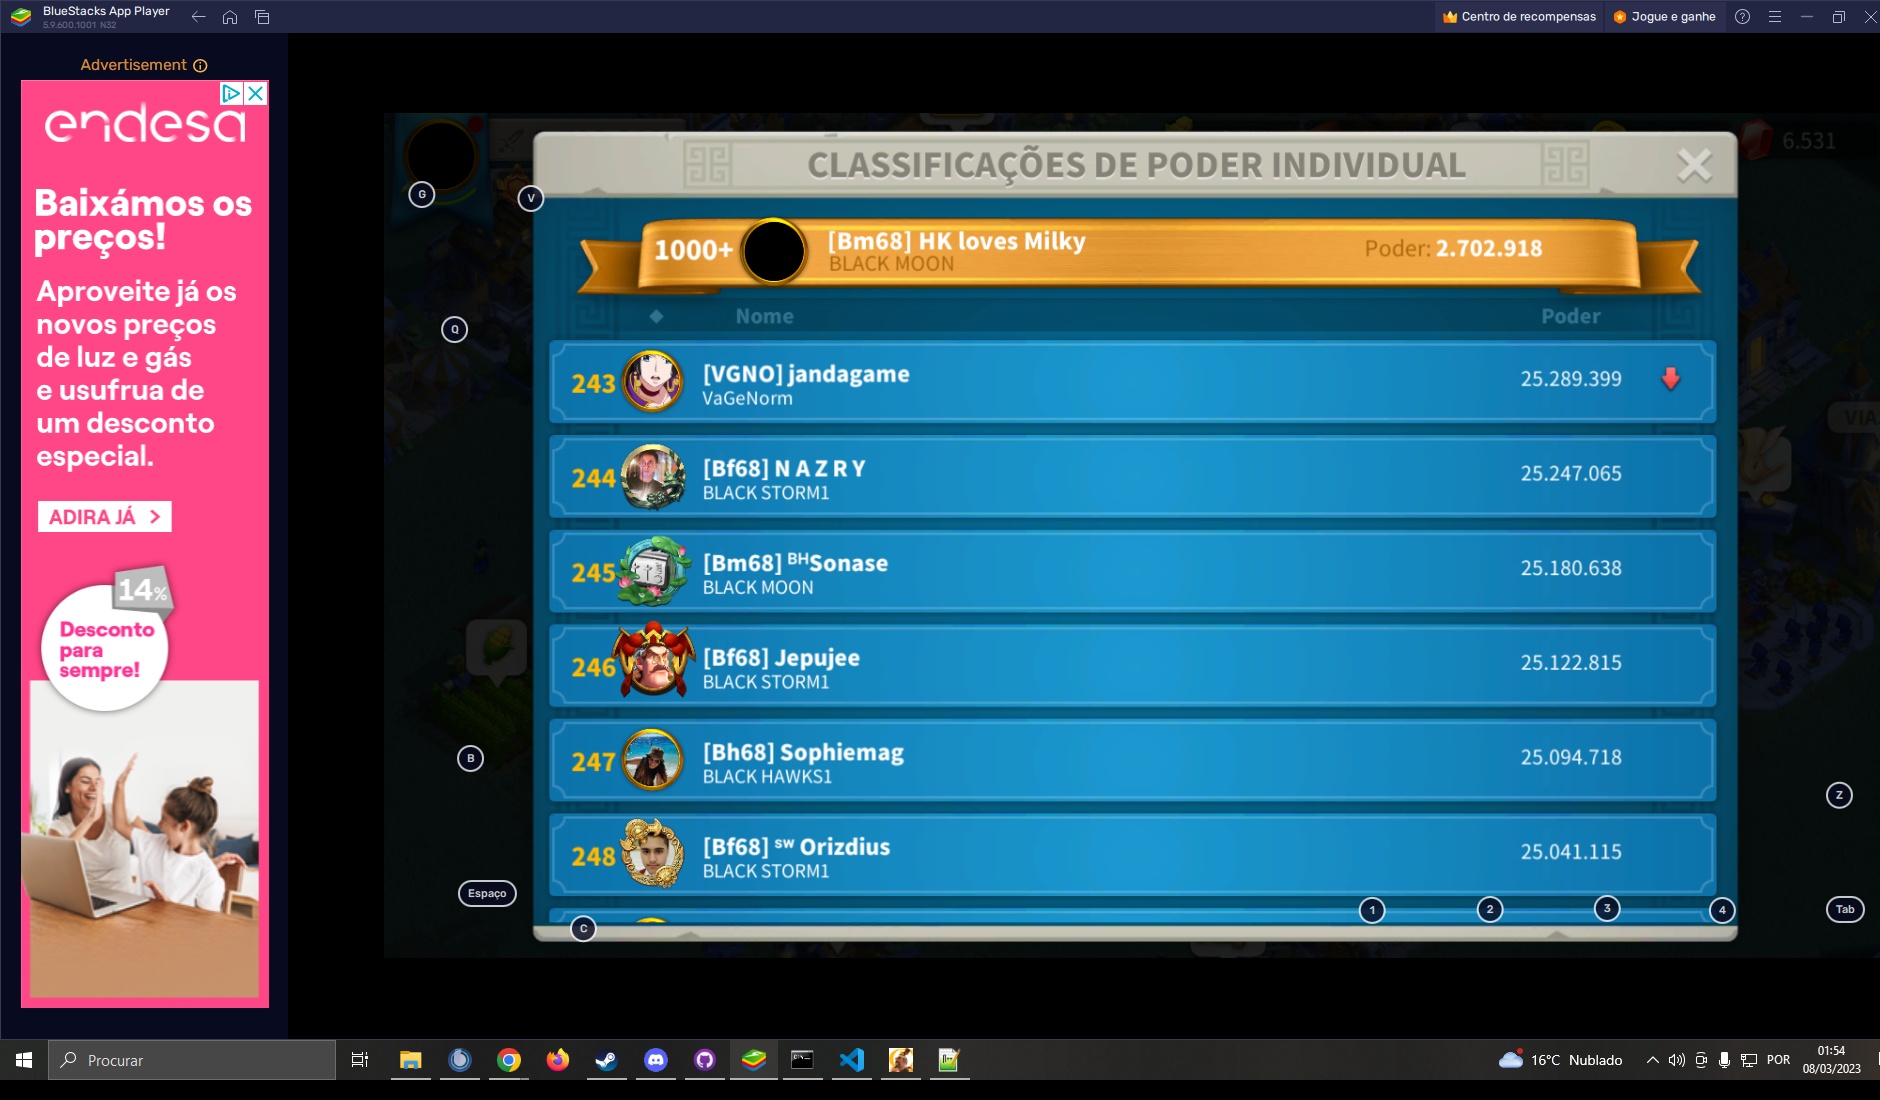 BlueStacks App Player
5.9.600.1001 N32
Centro de recompensas
Jogue e ganhe
Advertisement
endesa
Baixámos os
preços!
Aproveite já os
novos preços
de luz e gás
e usufrua de
um desconto
especial.
ADIRA JÁ >
14%
Desconto
para
sempre!
6.531
CLASSIFICAÇÕES DE PODER INDIVIDUAL
G
V
1000+
[Bm68] HK loves Milky
BLACK MOON
Poder: 2.702.918
Q
Nome
Poder
243
[VGNO] jandagame
VaGeNorm
25.289.399
VIA
244
[Bf68] N A Z R Y
BLACK STORM1
25.247.065
245
[Bm68] ᴮᴴSonase
BLACK MOON
25.180.638
246
[Bf68] Jepujee
BLACK STORM1
25.122.815
247
[Bh68] Sophiemag
BLACK HAWKS1
25.094.718
B
Z
248
[Bf68] ˢʷ Orizdius
BLACK STORM1
25.041.115
Espaço
C
1
2
3
4
Tab
Procurar
16°C Nublado
POR
01:54
08/03/2023